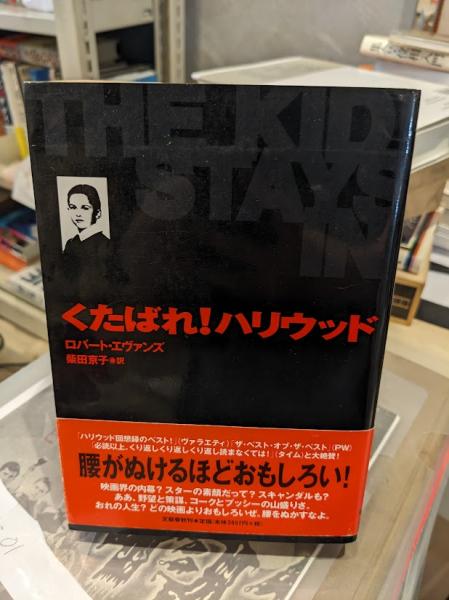 THE KID
STAYS
IN
くたばれ!ハリウッド
ロバート・エヴァンズ
柴田京子◉訳
「ハリウッド回想録のベスト!」(ヴァラエティ)「ザ・ベスト・オブ・ザ・ベスト」(PW)
「必読以上、くり返しくり返しくり返し読まなくては!」(タイム)と大絶賛!
腰がぬけるほどおもしろい!
映画界の内幕?スターの素顔だって?スキャンダルも?
ああ、野望と策謀、コークとプッシーの山盛りさ。
おれの人生?どの映画よりおもしろいぜ、腰をぬかすなよ。
文藝春秋刊